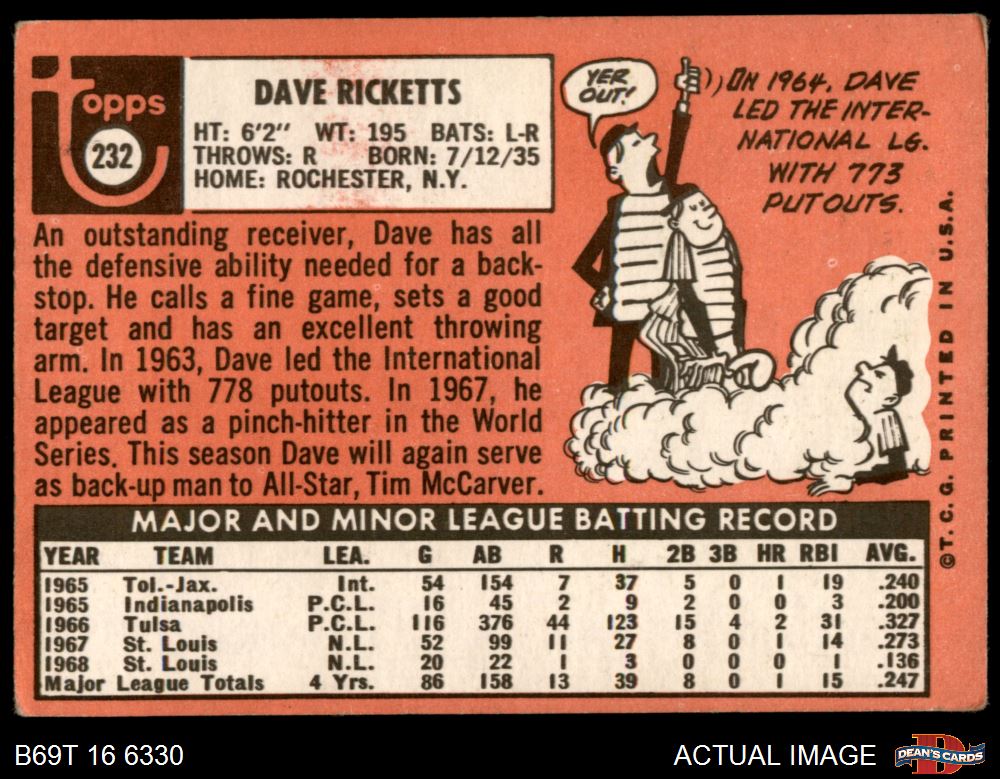 Topps
232
DAVE RICKETTS
HT: 6'2" WT: 195 BATS: L-R
THROWS: R BORN: 7/12/35
HOME: ROCHESTER, N.Y.
YER
OUT!
IN 1964, DAVE
LED THE INTER-
NATIONAL LG.
WITH 773
PUTOUTS.
An outstanding receiver, Dave has all
the defensive ability needed for a back-
stop. He calls a fine game, sets a good
target and has an excellent throwing
arm. In 1963, Dave led the International
League with 778 putouts. In 1967, he
appeared as a pinch-hitter in the World
Series. This season Dave will again serve
as back-up man to All-Star, Tim McCarver.
©T.C.G. PRINTED IN U.S.A.
MAJOR AND MINOR LEAGUE BATTING RECORD
YEAR TEAM LEA. G AB R H 2B 3B HR RBI AVG.
1965 Tol.-Jax. Int. 54 154 7 37 5 0 1 19 .240
1965 Indianapolis P.C.L. 16 45 2 9 2 0 0 3 .200
1966 Tulsa P.C.L. 116 376 44 123 15 4 2 31 .327
1967 St. Louis N.L. 52 99 11 27 8 0 1 14 .273
1968 St. Louis N.L. 20 22 1 3 0 0 0 1 .136
Major League Totals 4 Yrs. 86 158 13 39 8 0 1 15 .247
B69T 16 6330
ACTUAL IMAGE
D
DEAN'S CARDS